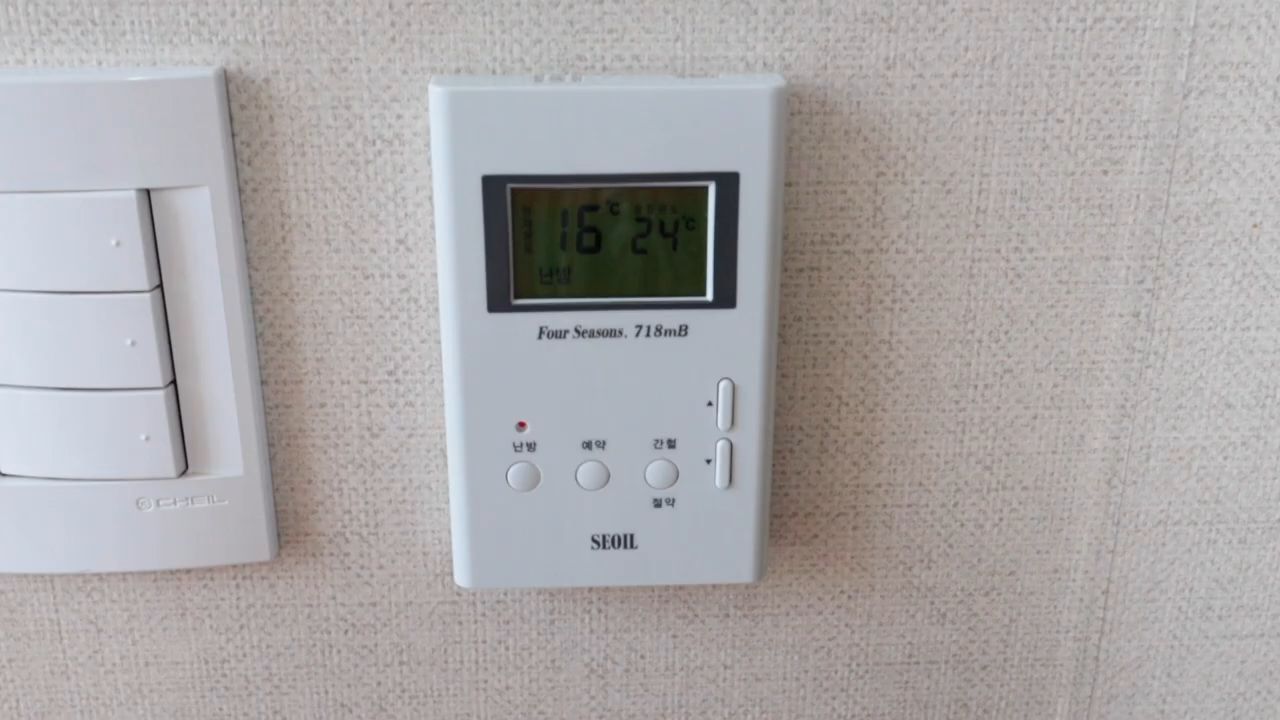 16℃ 24℃
난방
Four Seasons. 718mB
▲
난방 예약 간헐
▼
절약
SEOIL
CHEIL